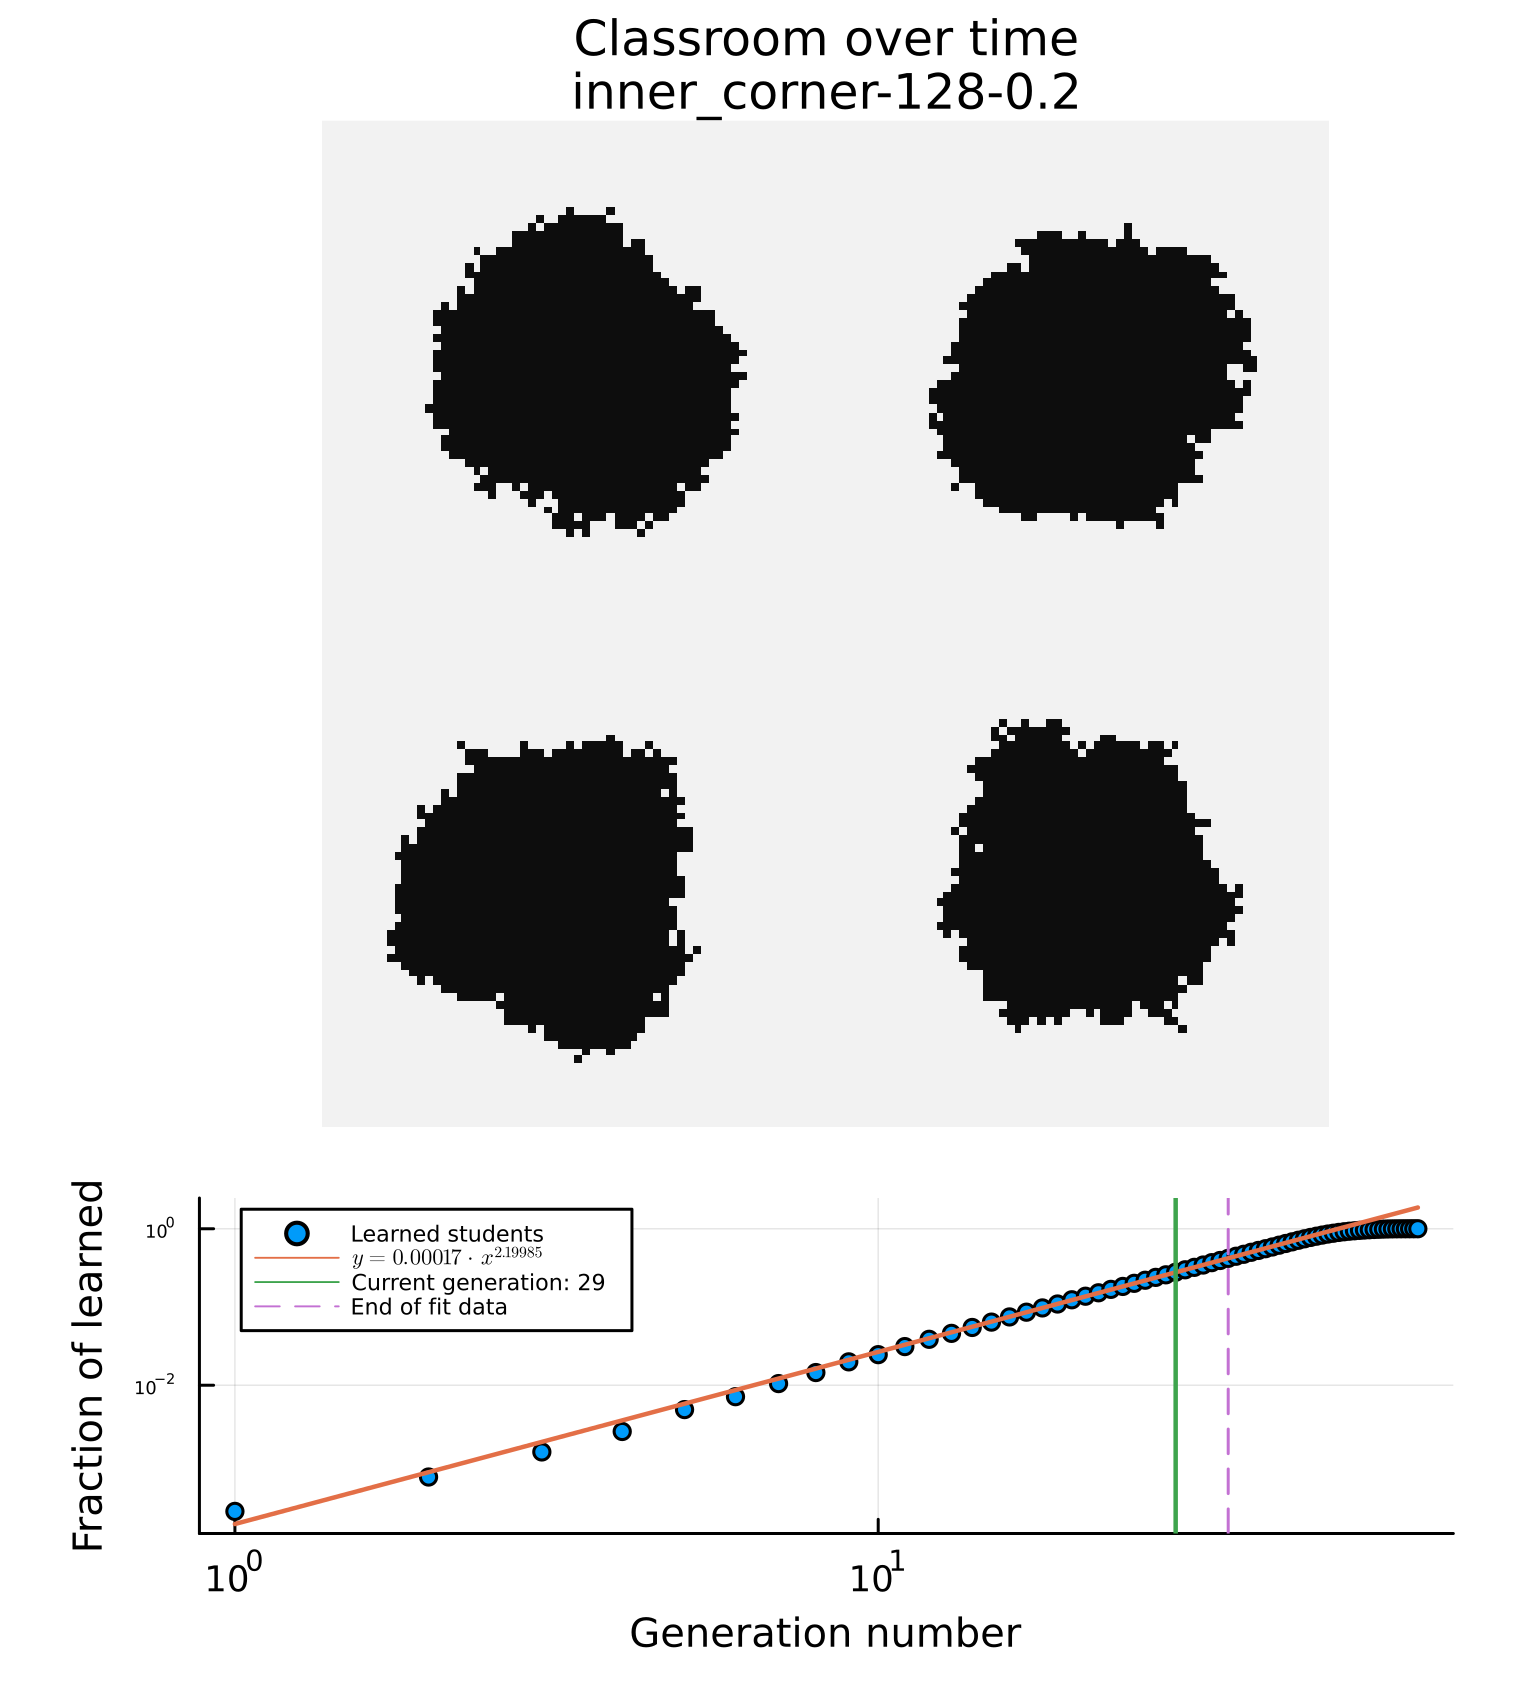 Classroom over time
inner_corner-128-0.2
Fraction of learned
10^0
10^-2
Learned students
y = 0.00017 · x^2.19985
Current generation: 29
End of fit data
10^0
10^1
Generation number